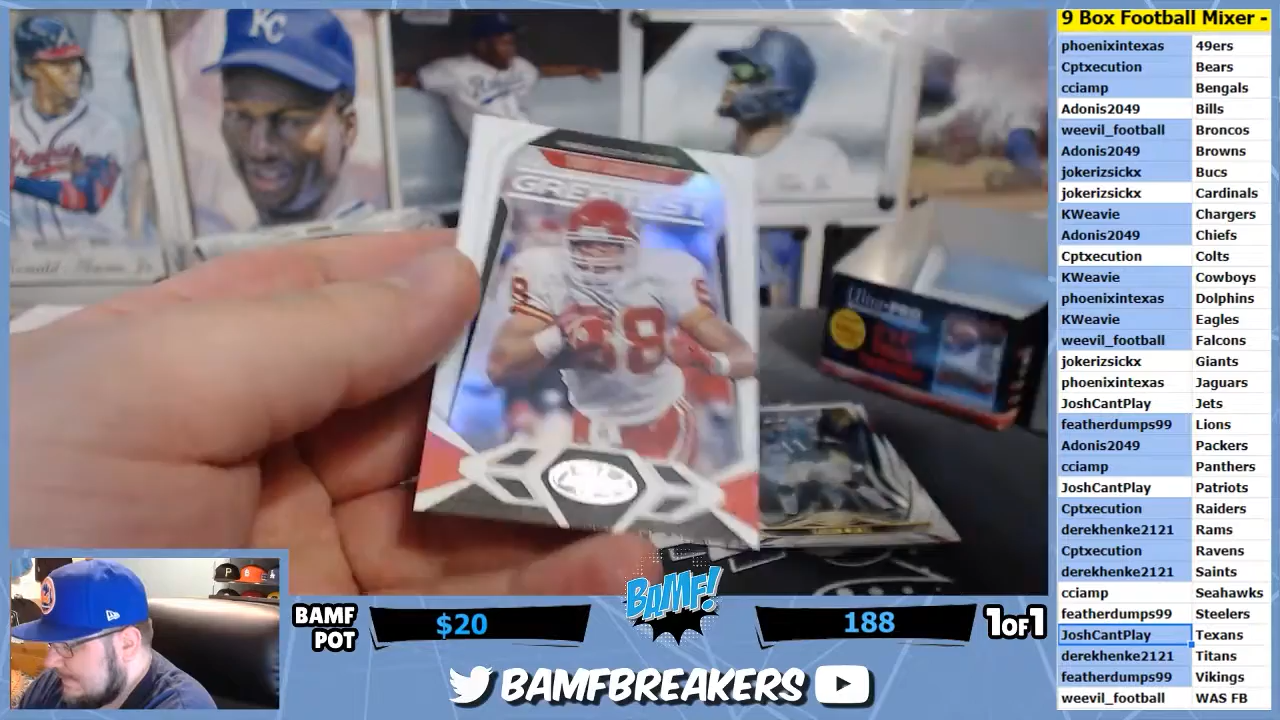 9 Box Football Mixer -
phoenixintexas 49ers
Cptxecution Bears
cciamp Bengals
Adonis2049 Bills
weevil_football Broncos
Adonis2049 Browns
jokerizsickx Bucs
jokerizsickx Cardinals
KWeavie Chargers
Adonis2049 Chiefs
Cptxecution Colts
KWeavie Cowboys
phoenixintexas Dolphins
KWeavie Eagles
weevil_football Falcons
jokerizsickx Giants
phoenixintexas Jaguars
JoshCantPlay Jets
featherdumps99 Lions
Adonis2049 Packers
cciamp Panthers
JoshCantPlay Patriots
Cptxecution Raiders
derekhenke2121 Rams
Cptxecution Ravens
derekhenke2121 Saints
cciamp Seahawks
featherdumps99 Steelers
JoshCantPlay Texans
derekhenke2121 Titans
featherdumps99 Vikings
weevil_football WAS FB
KC
88
BAMF POT
$20
BAMF!
188
1OF1
BAMFBREAKERS